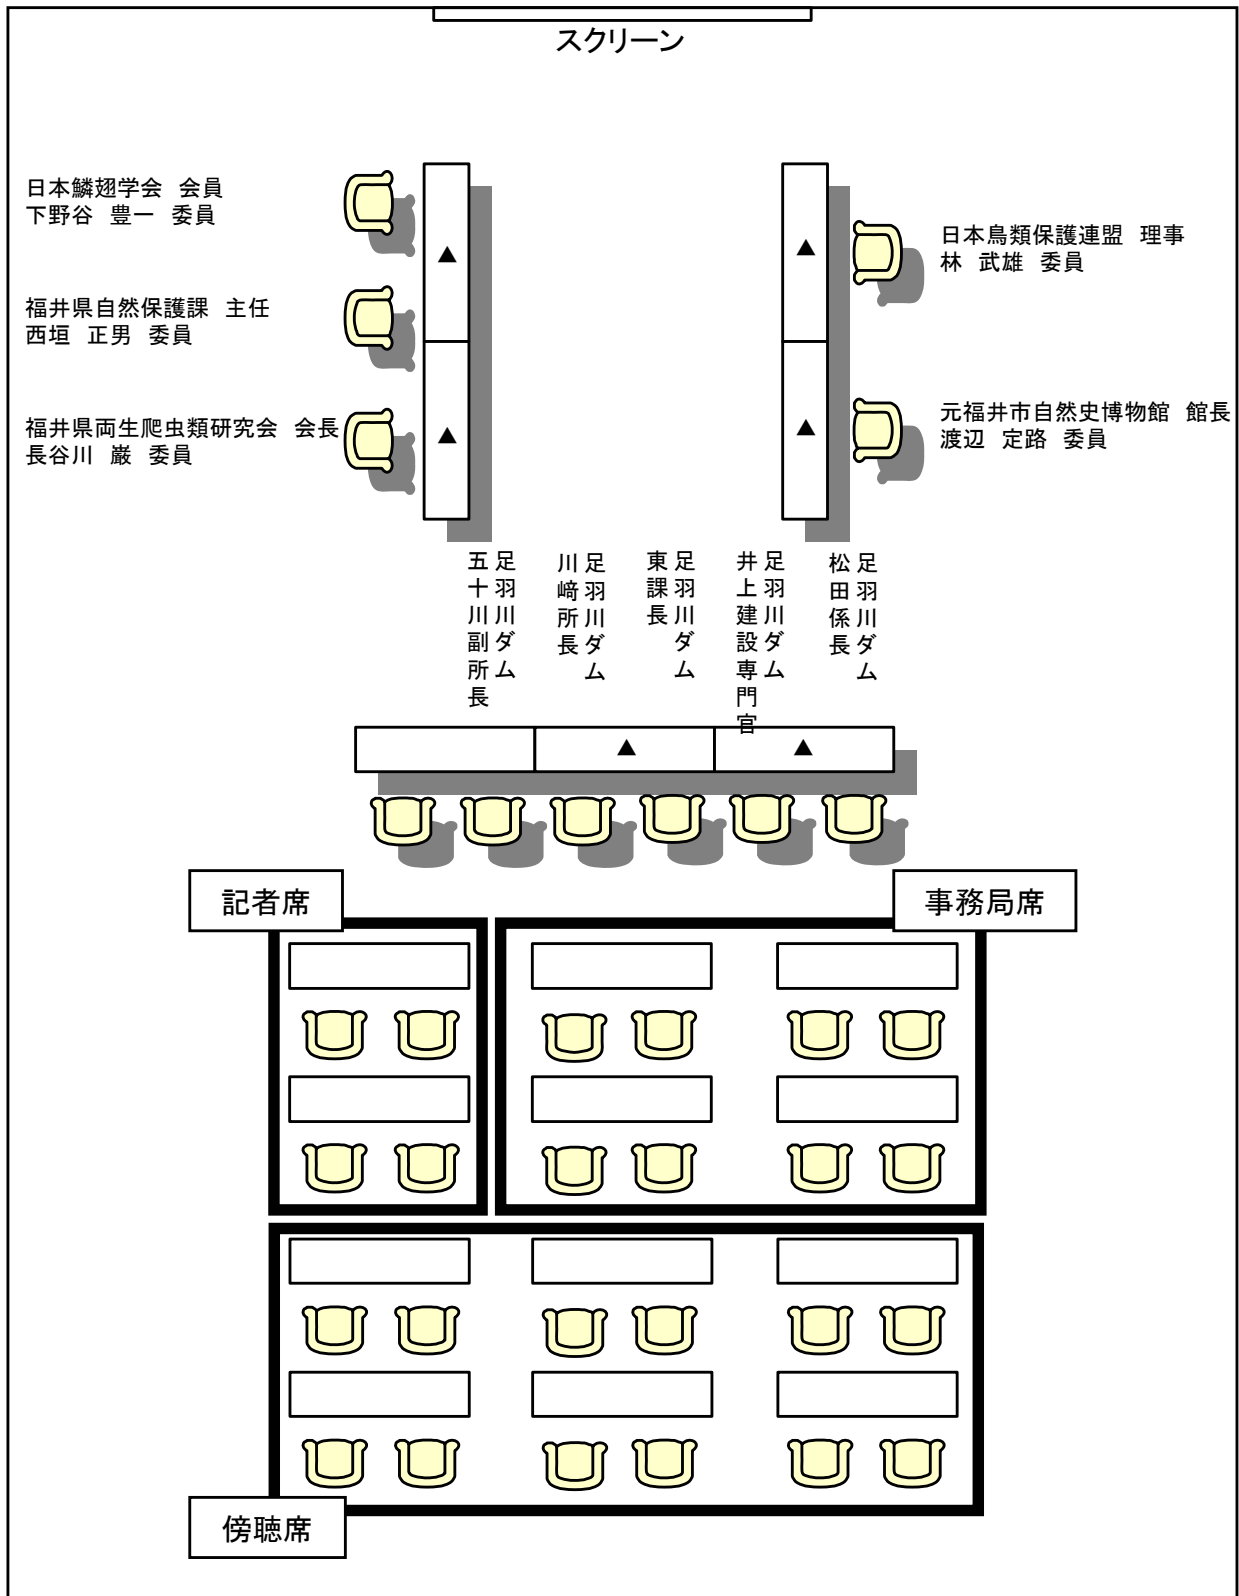 スクリーン
日本鱗翅学会 会員
下野谷 豊一 委員
福井県自然保護課 主任
西垣 正男 委員
福井県両生爬虫類研究会 会長
長谷川 巌 委員
日本鳥類保護連盟 理事
林 武雄 委員
元福井市自然史博物館 館長
渡辺 定路 委員
足羽川ダム
五十川副所長
足羽川ダム
川﨑所長
足羽川ダム
東課長
足羽川ダム
井上建設専門官
足羽川ダム
松田係長
記者席
事務局席
傍聴席